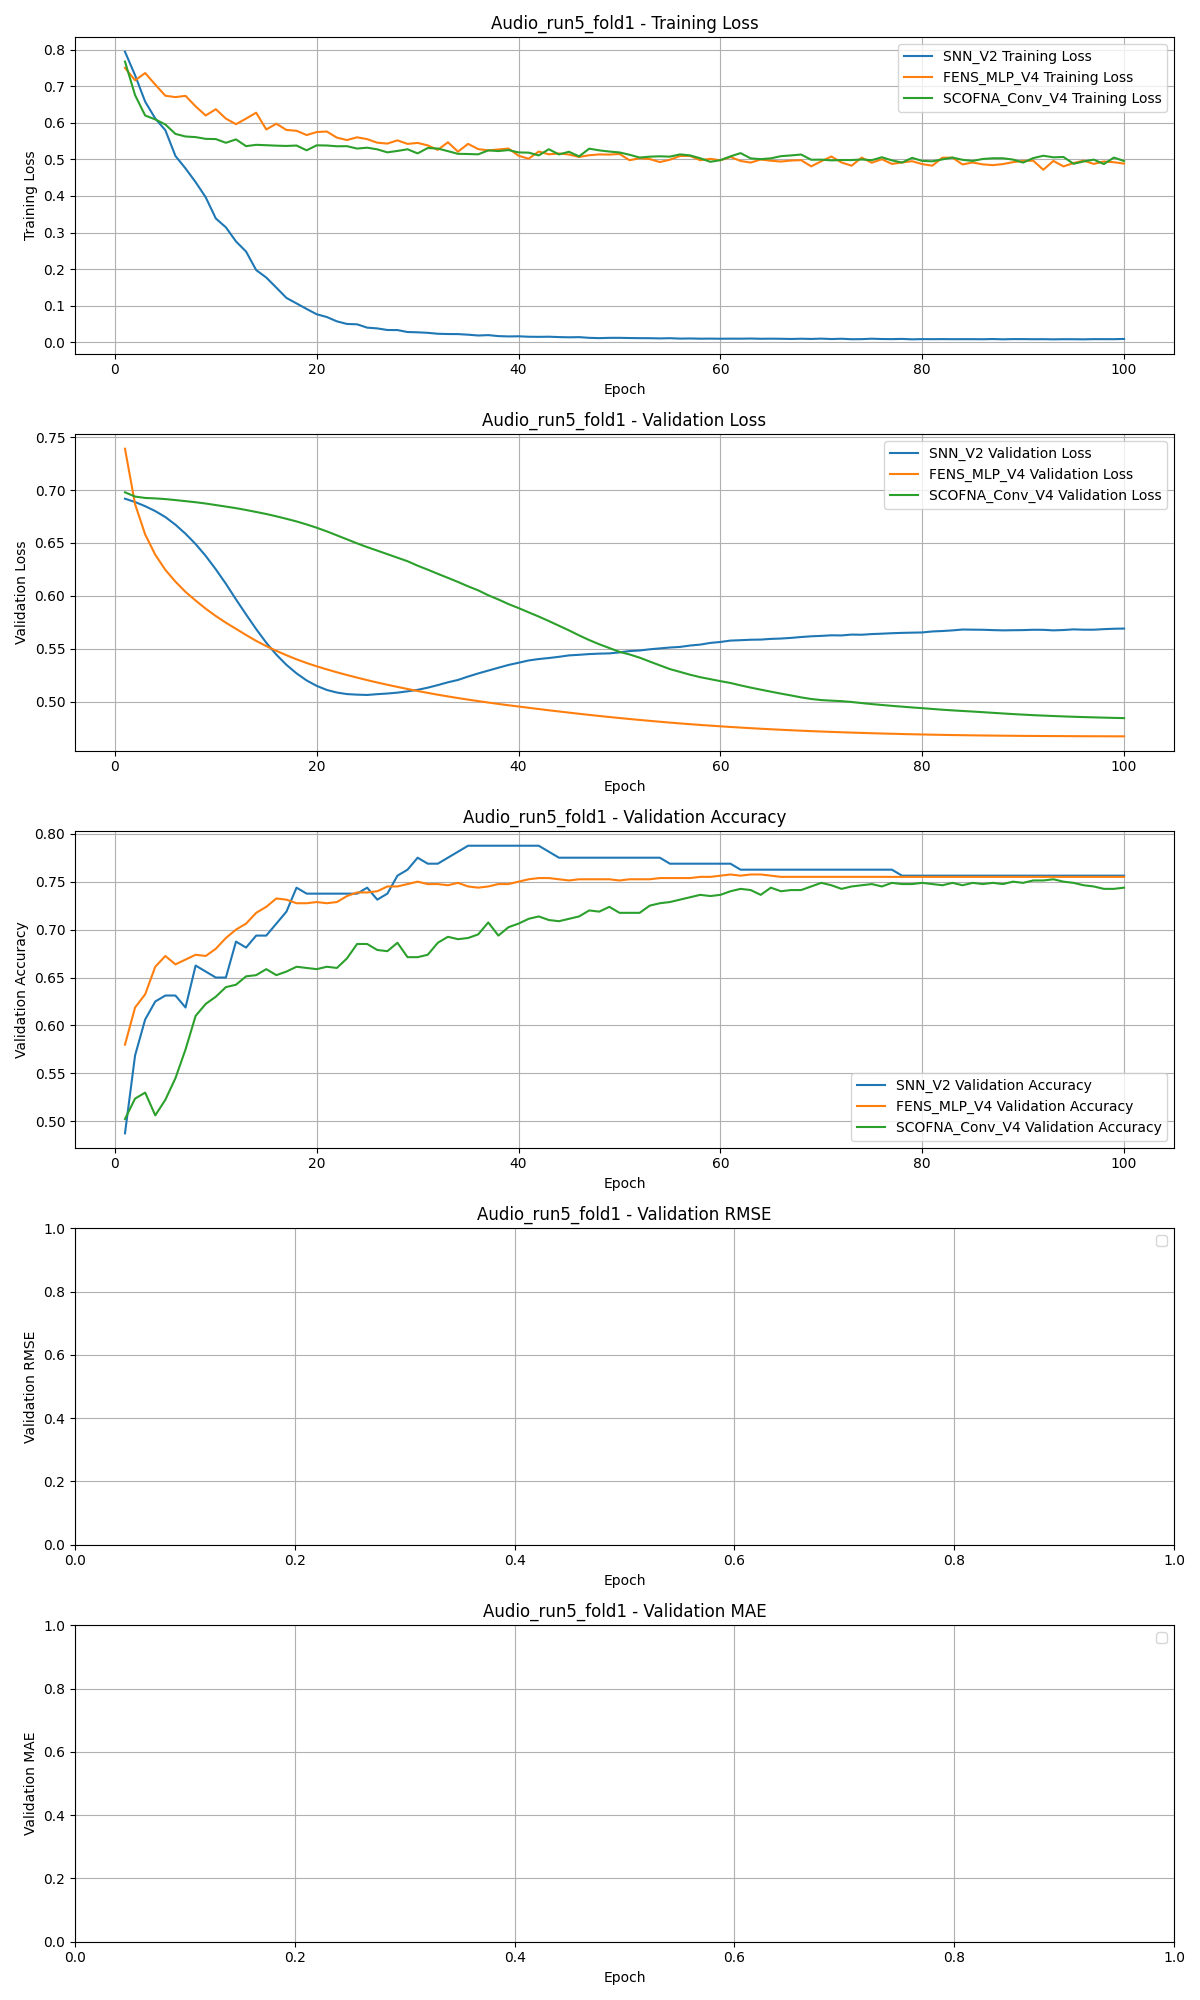 Audio_run5_fold1 - Training Loss
0.8
0.7
0.6
0.5
0.4
0.3
0.2
0.1
0.0
Training Loss
SNN_V2 Training Loss
FENS_MLP_V4 Training Loss
SCOFNA_Conv_V4 Training Loss
0 20 40 60 80 100
Epoch
Audio_run5_fold1 - Validation Loss
0.75
0.70
0.65
0.60
0.55
0.50
Validation Loss
SNN_V2 Validation Loss
FENS_MLP_V4 Validation Loss
SCOFNA_Conv_V4 Validation Loss
0 20 40 60 80 100
Epoch
Audio_run5_fold1 - Validation Accuracy
0.80
0.75
0.70
0.65
0.60
0.55
0.50
Validation Accuracy
SNN_V2 Validation Accuracy
FENS_MLP_V4 Validation Accuracy
SCOFNA_Conv_V4 Validation Accuracy
0 20 40 60 80 100
Epoch
Audio_run5_fold1 - Validation RMSE
1.0
0.8
0.6
0.4
0.2
0.0
Validation RMSE
0.0 0.2 0.4 0.6 0.8 1.0
Epoch
Audio_run5_fold1 - Validation MAE
1.0
0.8
0.6
0.4
0.2
0.0
Validation MAE
0.0 0.2 0.4 0.6 0.8 1.0
Epoch